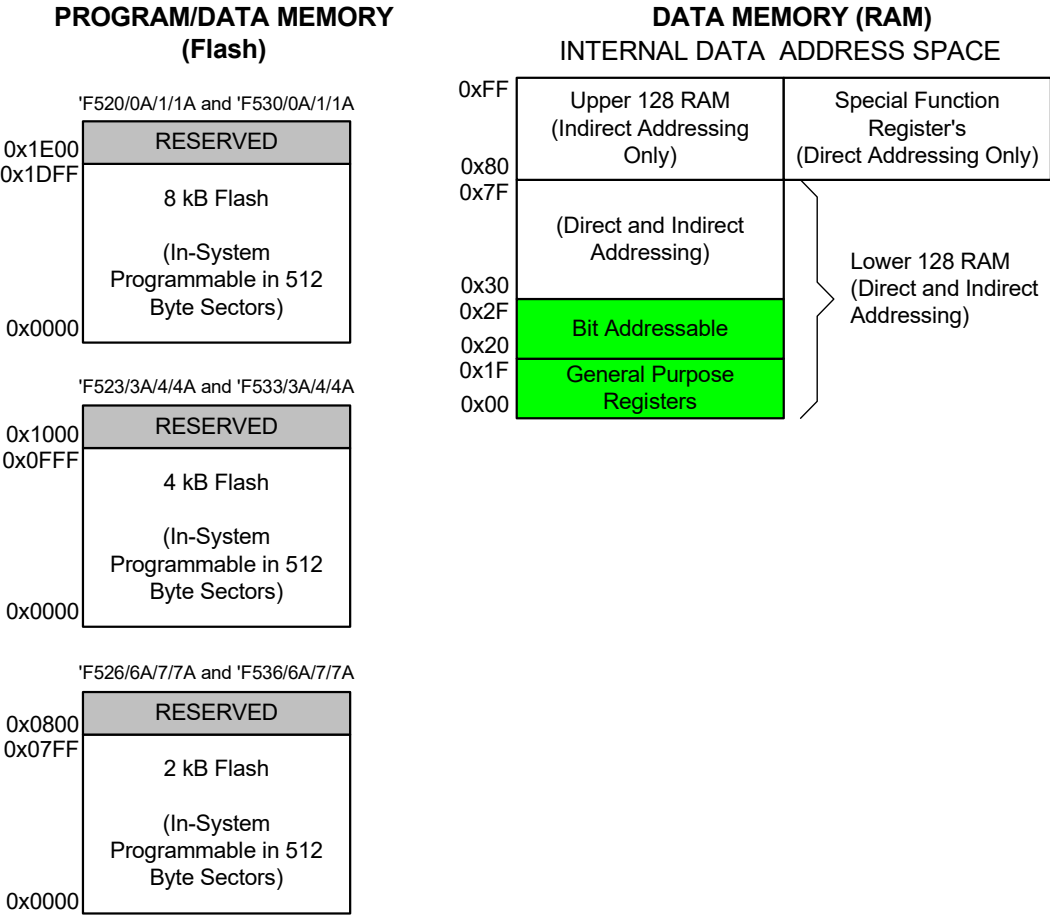 PROGRAM/DATA MEMORY
(Flash)
'F520/0A/1/1A and 'F530/0A/1/1A
0x1E00
RESERVED
0x1DFF
8 kB Flash
(In-System
Programmable in 512
Byte Sectors)
0x0000
'F523/3A/4/4A and 'F533/3A/4/4A
0x1000
RESERVED
0x0FFF
4 kB Flash
(In-System
Programmable in 512
Byte Sectors)
0x0000
'F526/6A/7/7A and 'F536/6A/7/7A
0x0800
RESERVED
0x07FF
2 kB Flash
(In-System
Programmable in 512
Byte Sectors)
0x0000
DATA MEMORY (RAM)
INTERNAL DATA ADDRESS SPACE
0xFF
Upper 128 RAM
(Indirect Addressing
Only)
0x80
Special Function
Register's
(Direct Addressing Only)
0x7F
(Direct and Indirect
Addressing)
0x30
0x2F
Bit Addressable
0x20
0x1F
General Purpose
Registers
0x00
Lower 128 RAM
(Direct and Indirect
Addressing)